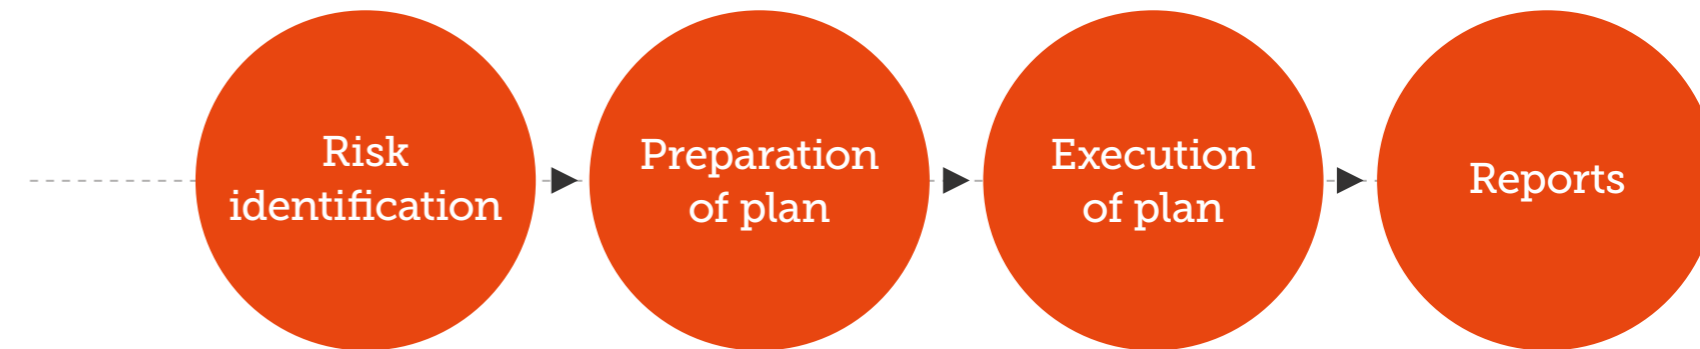 Risk
identification
Preparation
of plan
Execution
of plan
Reports